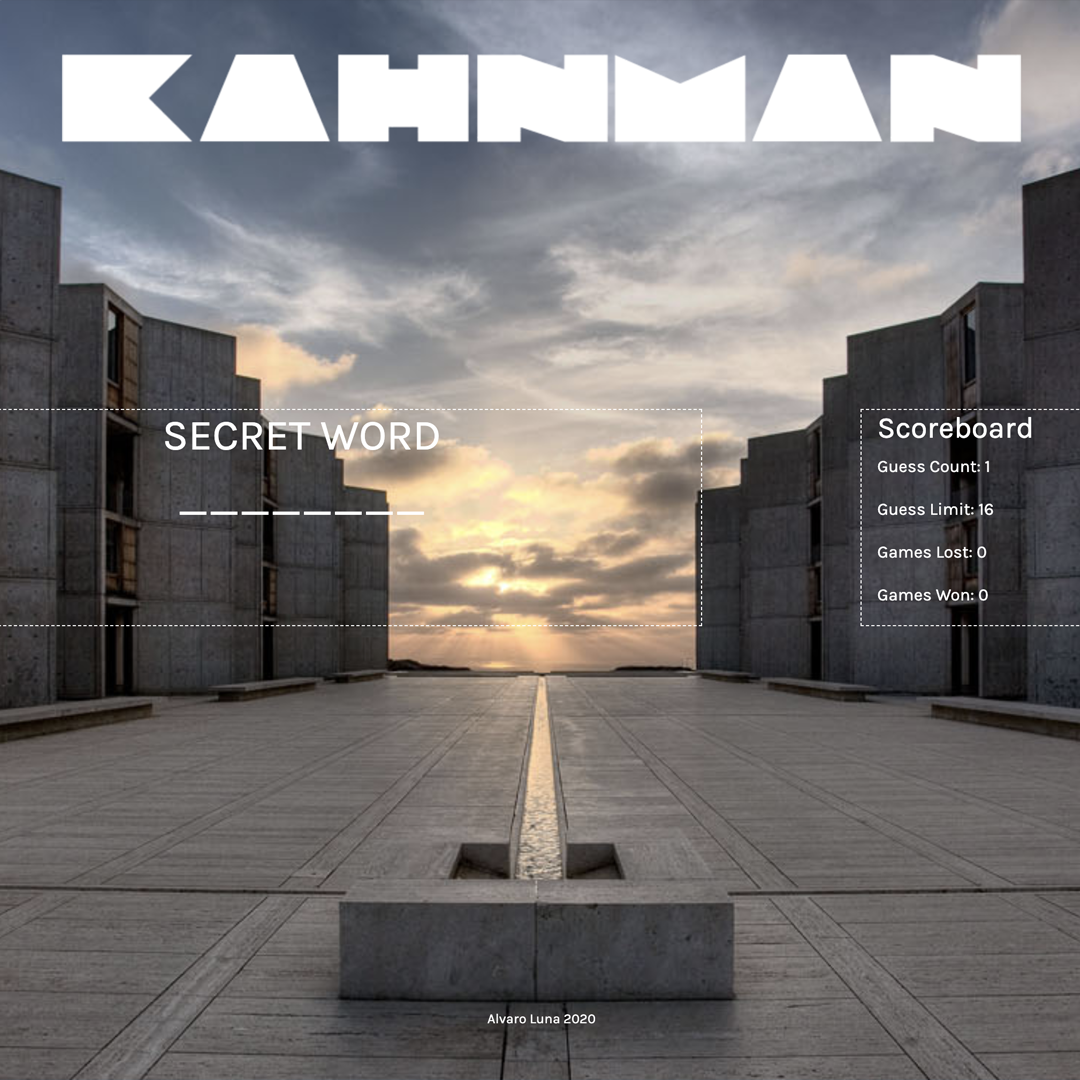 KAHNMAN
SECRET WORD
________
Scoreboard
Guess Count: 1
Guess Limit: 16
Games Lost: 0
Games Won: 0
Alvaro Luna 2020